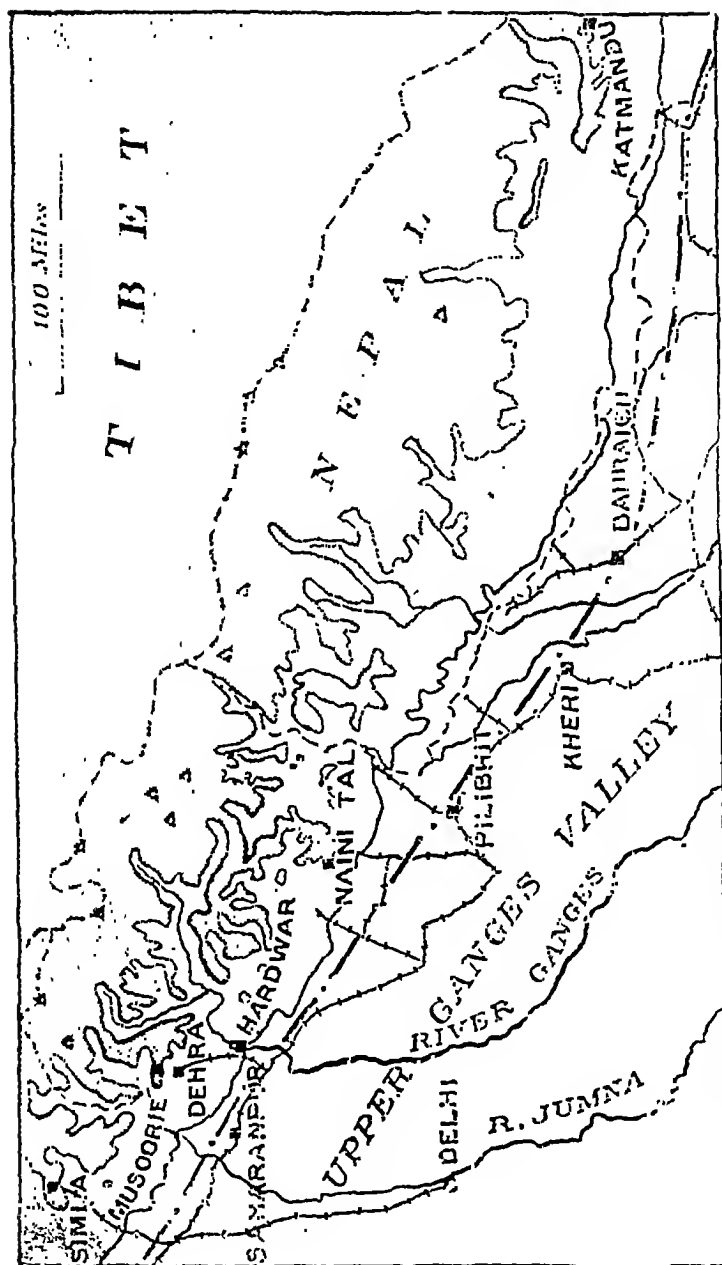 100 Miles
TIBET
NEPAL
KATMANDU
SIMLA
MUSOORIE
DEHRA
HARDWAR
SAHARANPUR
NAINI TAL
PILIBHIT
KHERI
BAHRAICH
UPPER GANGES VALLEY
RIVER GANGES
DELHI
R. JUMNA